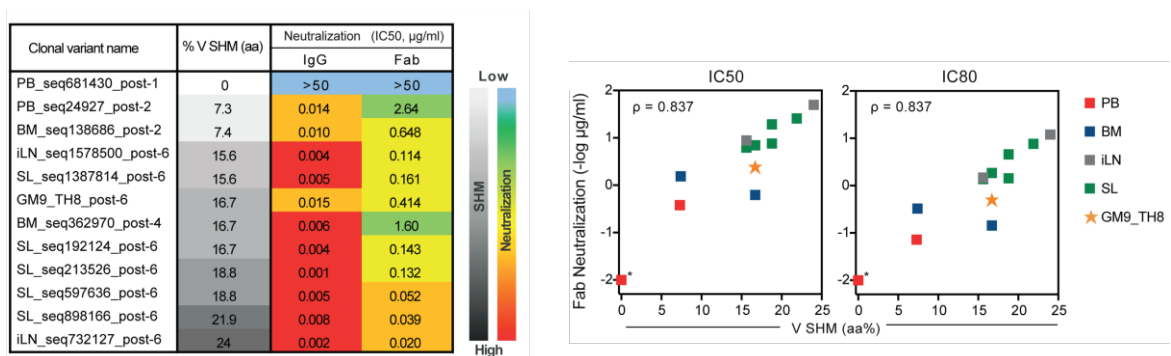 Clonal variant name % V SHM (aa) Neutralization (IC50, µg/ml)
IgG Fab
PB_seq681430_post-1 0 >50 >50
PB_seq24927_post-2 7.3 0.014 2.64
BM_seq138686_post-2 7.4 0.010 0.648
iLN_seq1578500_post-6 15.6 0.004 0.114
SL_seq1387814_post-6 15.6 0.005 0.161
GM9_TH8_post-6 16.7 0.015 0.414
BM_seq362970_post-4 16.7 0.006 1.60
SL_seq192124_post-6 16.7 0.004 0.143
SL_seq213526_post-6 18.8 0.001 0.132
SL_seq597636_post-6 18.8 0.005 0.052
SL_seq898166_post-6 21.9 0.008 0.039
iLN_seq732127_post-6 24 0.002 0.020
Low
SHM
Neutralization
High
IC50 IC80
Fab Neutralization (-log µg/ml)
2
1
0
-1
-2
ρ = 0.837 ρ = 0.837
* *
0 5 10 15 20 25 0 5 10 15 20 25
V SHM (aa%)
PB
BM
iLN
SL
GM9_TH8